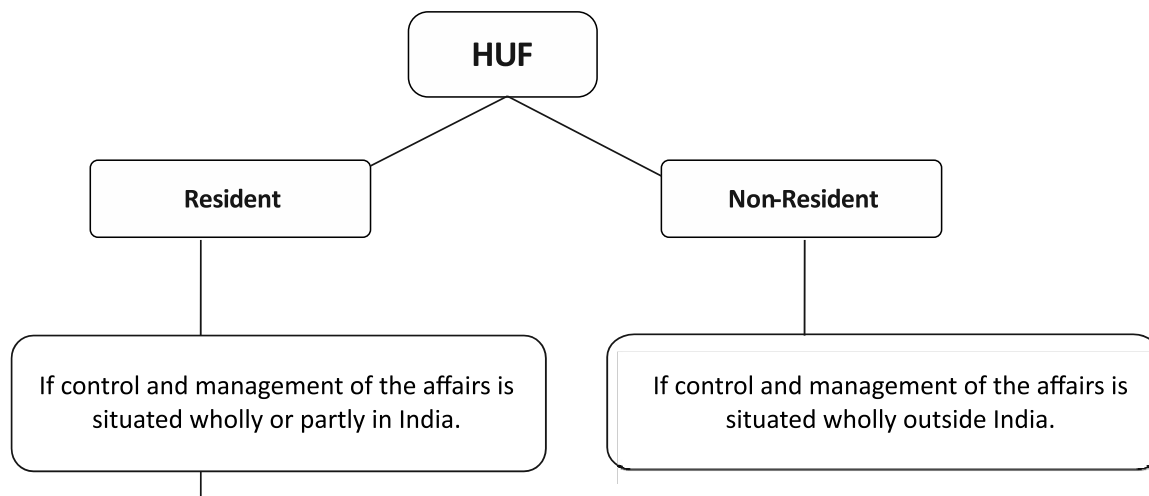 HUF
Resident
Non-Resident
If control and management of the affairs is
situated wholly or partly in India.
If control and management of the affairs is
situated wholly outside India.